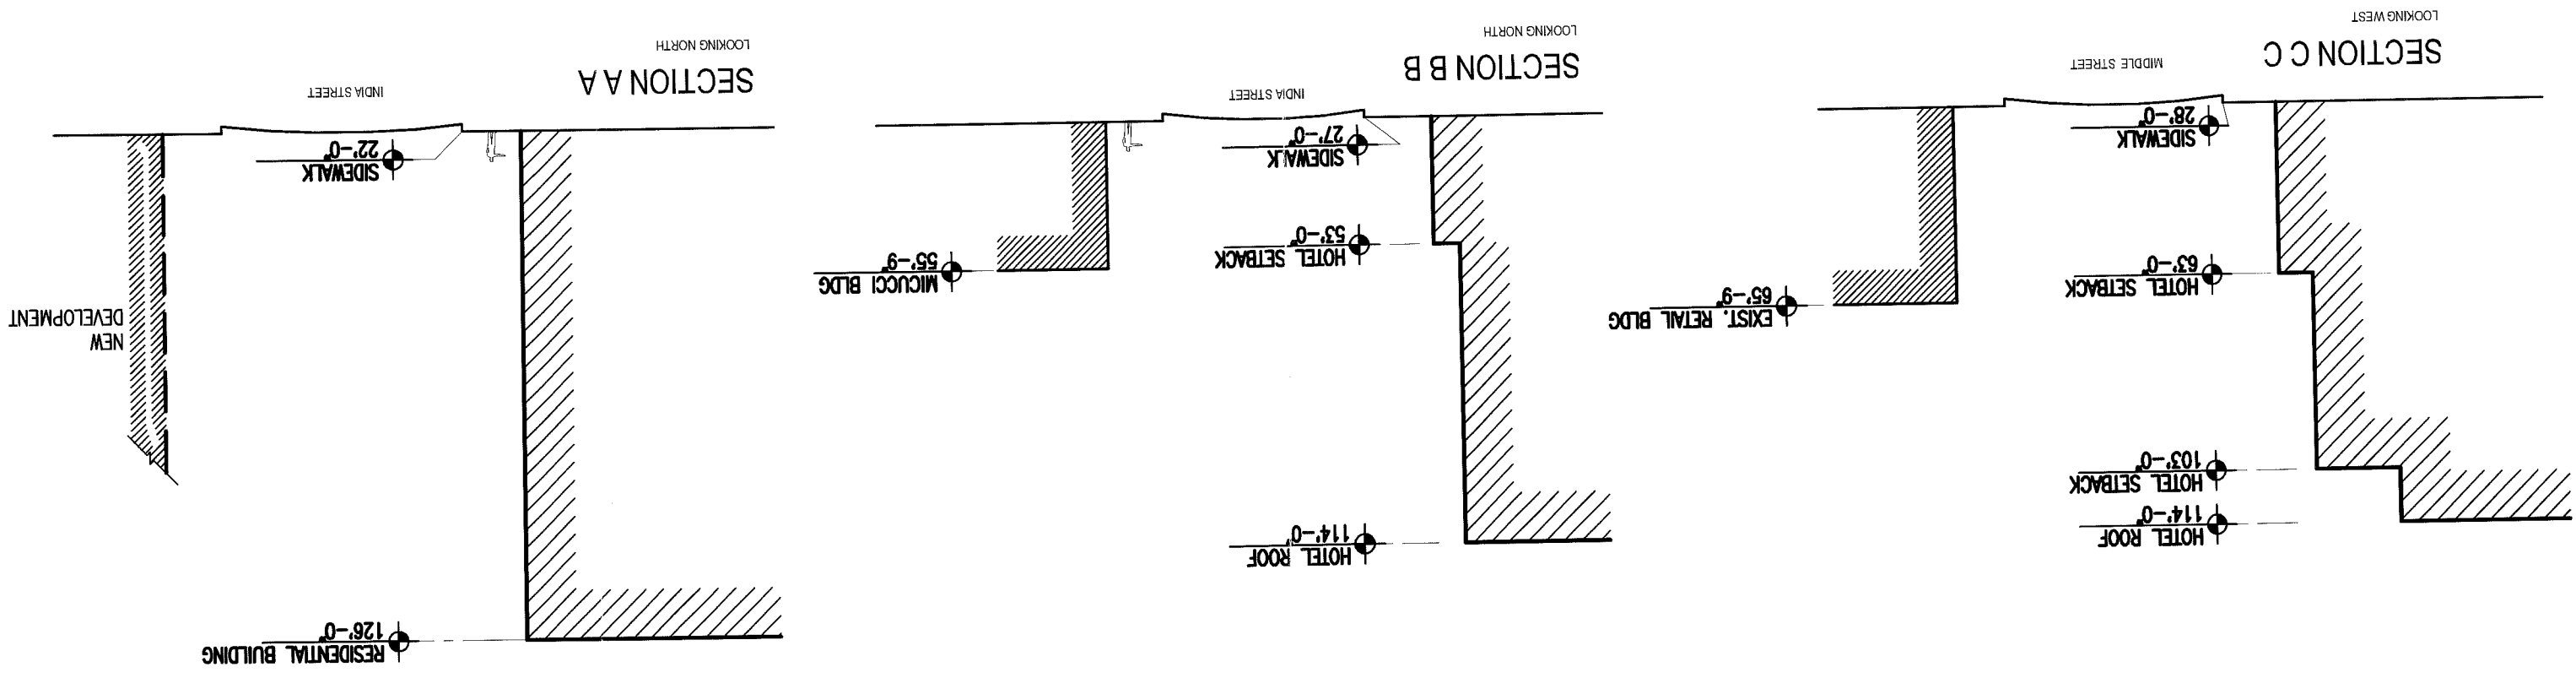 HOTEL ROOF
114'-0"
HOTEL SETBACK
103'-0"
HOTEL SETBACK
63'-0"
EXIST. RETAIL BLDG
65'-9"
SIDEWALK
28'-0"
MIDDLE STREET
SECTION C C
LOOKING WEST
HOTEL ROOF
114'-0"
HOTEL SETBACK
53'-0"
MICUCCI BLDG
55'-9"
SIDEWALK
27'-0"
INDIA STREET
SECTION B B
LOOKING NORTH
RESIDENTIAL BUILDING
126'-0"
NEW
DEVELOPMENT
SIDEWALK
22'-0"
INDIA STREET
SECTION A A
LOOKING NORTH